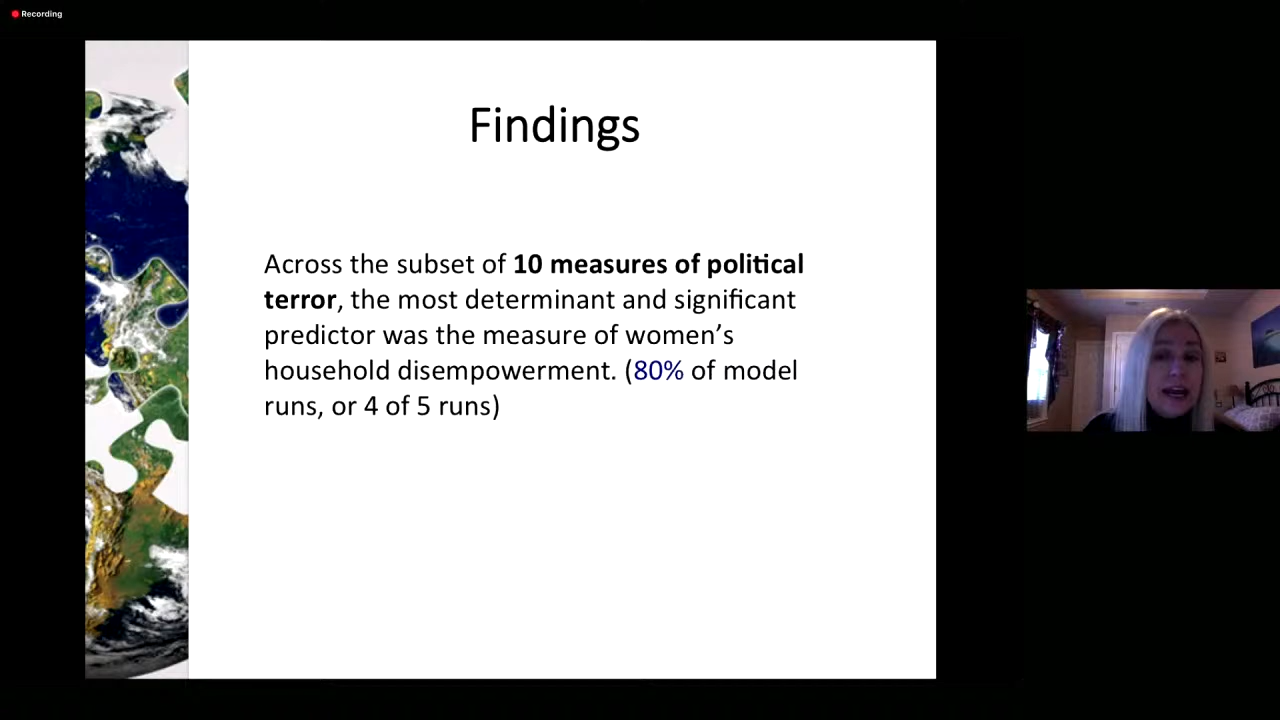 Recording
Findings
Across the subset of 10 measures of political
terror, the most determinant and significant
predictor was the measure of women’s
household disempowerment. (80% of model
runs, or 4 of 5 runs)